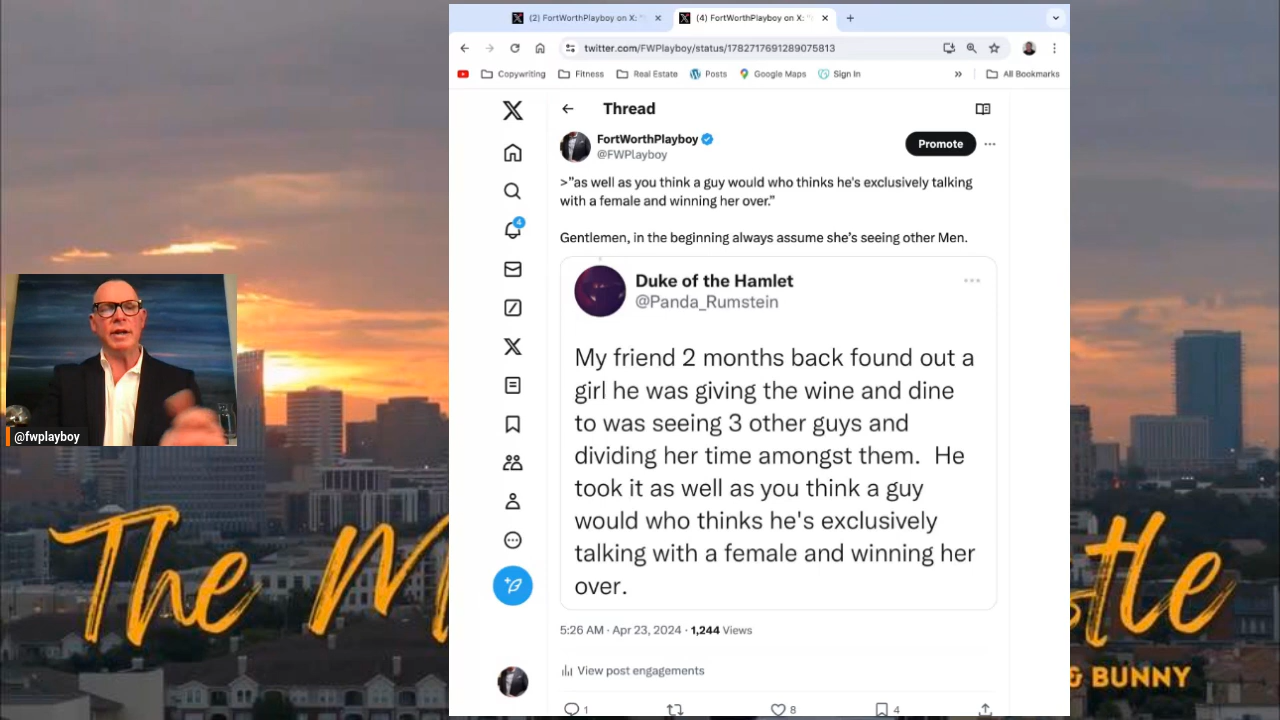 (2) FortWorthPlayboy on X: "
(4) FortWorthPlayboy on X: "
twitter.com/FWPlayboy/status/1782717691289075813
Copywriting
Fitness
Real Estate
Posts
Google Maps
Sign In
»
All Bookmarks
Thread
FortWorthPlayboy
@FWPlayboy
Promote
4
>"as well as you think a guy would who thinks he's exclusively talking
with a female and winning her over."
Gentlemen, in the beginning always assume she's seeing other Men.
Duke of the Hamlet
@Panda_Rumstein
My friend 2 months back found out a
girl he was giving the wine and dine
to was seeing 3 other guys and
dividing her time amongst them. He
took it as well as you think a guy
would who thinks he's exclusively
talking with a female and winning her
over.
@fwplayboy
5:26 AM · Apr 23, 2024 · 1,244 Views
View post engagements
1
8
4
The
& BUNNY